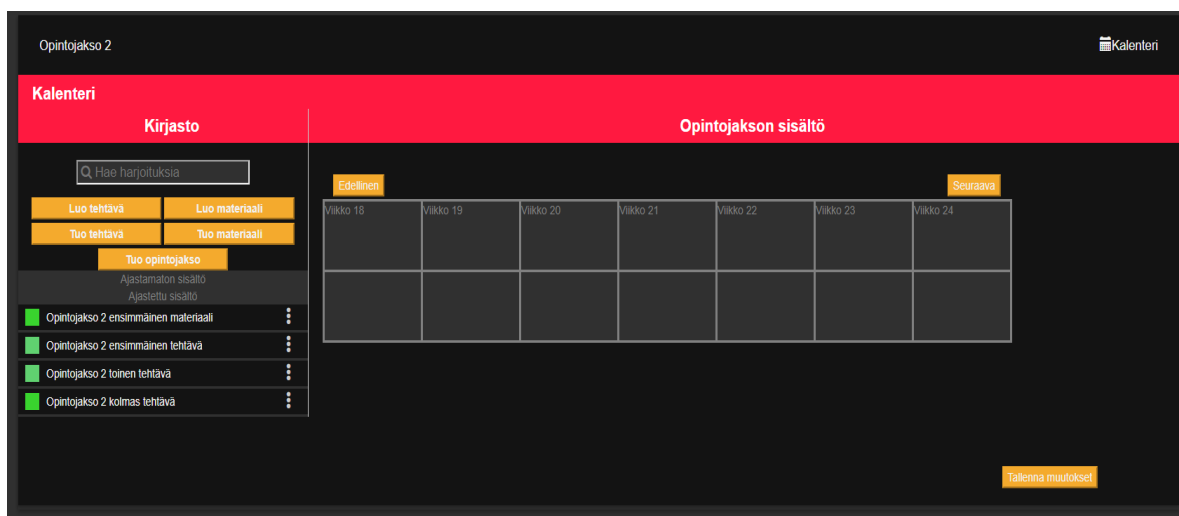 Opintojakso 2
Kalenteri
Kalenteri
Kirjasto
Opintojakson sisältö
Hae harjoituksia
Luo tehtävä
Luo materiaali
Tuo tehtävä
Tuo materiaali
Tuo opintojakso
Ajastamaton sisältö
Ajastettu sisältö
Opintojakso 2 ensimmäinen materiaali
Opintojakso 2 ensimmäinen tehtävä
Opintojakso 2 toinen tehtävä
Opintojakso 2 kolmas tehtävä
Edellinen
Seuraava
Viikko 18
Viikko 19
Viikko 20
Viikko 21
Viikko 22
Viikko 23
Viikko 24
Tallenna muutokset